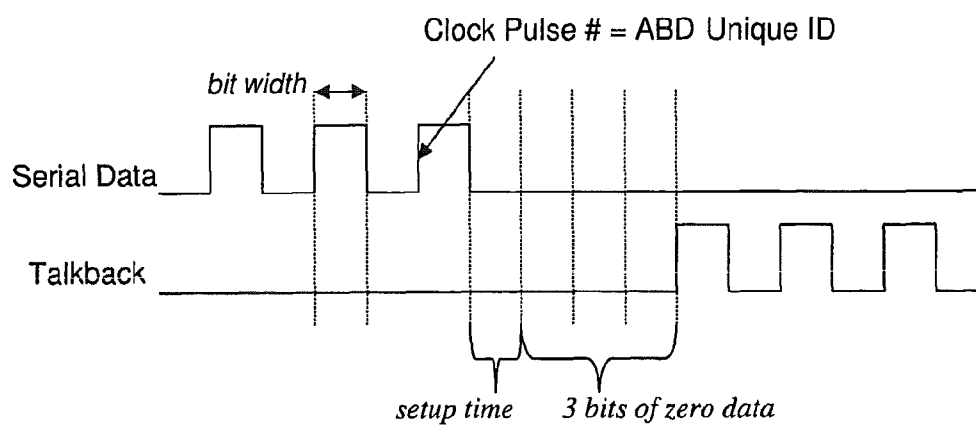 Clock Pulse # = ABD Unique ID
bit width
Serial Data
Talkback
setup time
3 bits of zero data